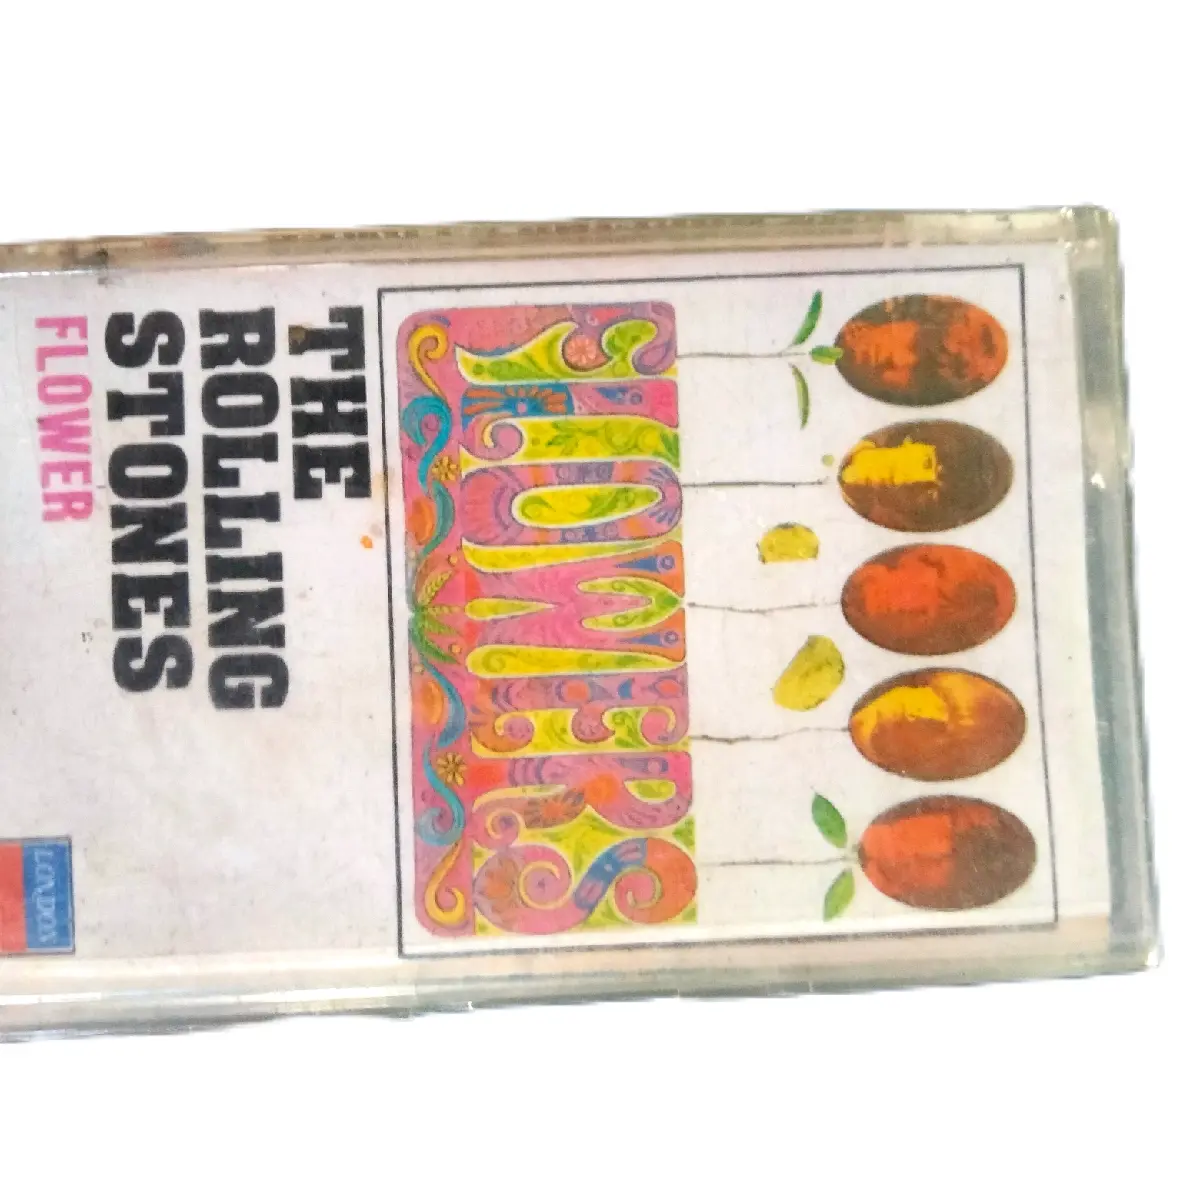 FLOWERS
THE
ROLLING
STONES
FLOWER
LONDON